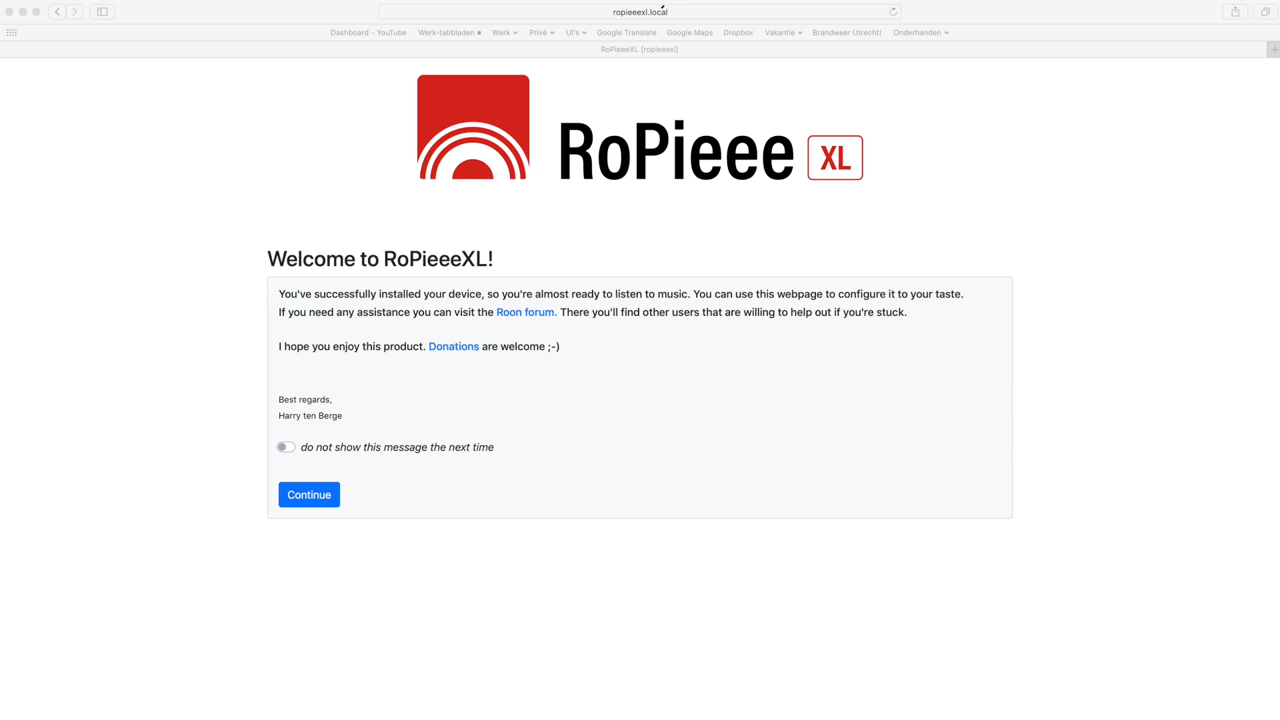 ropieeexl.local
Dashboard - YouTube Werk-tabbladen Werk Privé UI's Google Translate Google Maps Dropbox Vakantie Brandweer Utrecht! Onderhanden
RoPieeeXL [ropieeexl]
RoPieee XL
Welcome to RoPieeeXL!
You've successfully installed your device, so you're almost ready to listen to music. You can use this webpage to configure it to your taste.
If you need any assistance you can visit the Roon forum. There you'll find other users that are willing to help out if you're stuck.
I hope you enjoy this product. Donations are welcome ;-)
Best regards,
Harry ten Berge
do not show this message the next time
Continue